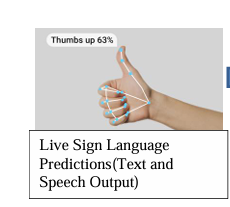 Thumbs up 63%
Live Sign Language
Predictions(Text and
Speech Output)